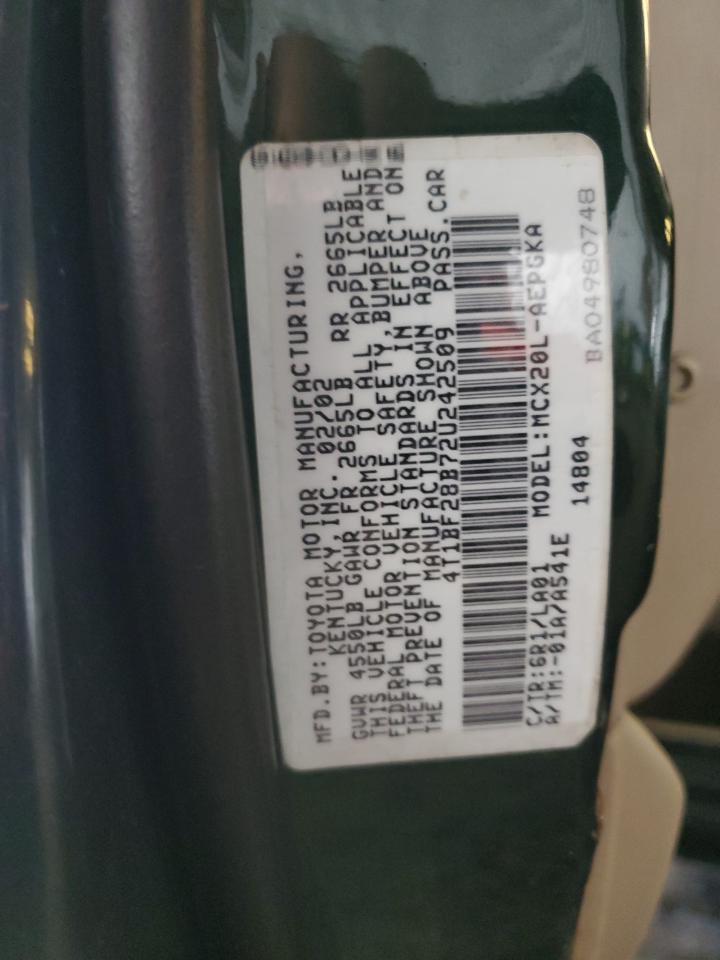 MFD.BY:TOYOTA MOTOR MANUFACTURING,
KENTUCKY,INC. 02/02
GVWR 4550LB GAWR FR 2665LB RR 2665LB
THIS VEHICLE CONFORMS TO ALL APPLICABLE
FEDERAL MOTOR VEHICLE SAFETY,BUMPER AND
THEFT PREVENTION STANDARDS IN EFFECT ON
THE DATE OF MANUFACTURE SHOWN ABOVE
4T1BF28B72U242509 PASS.CAR
C/TR:6R1/LA01 MODEL:MCX20L-AEPGKA
A/TM:-01A/A541E 14804
BA0498074B